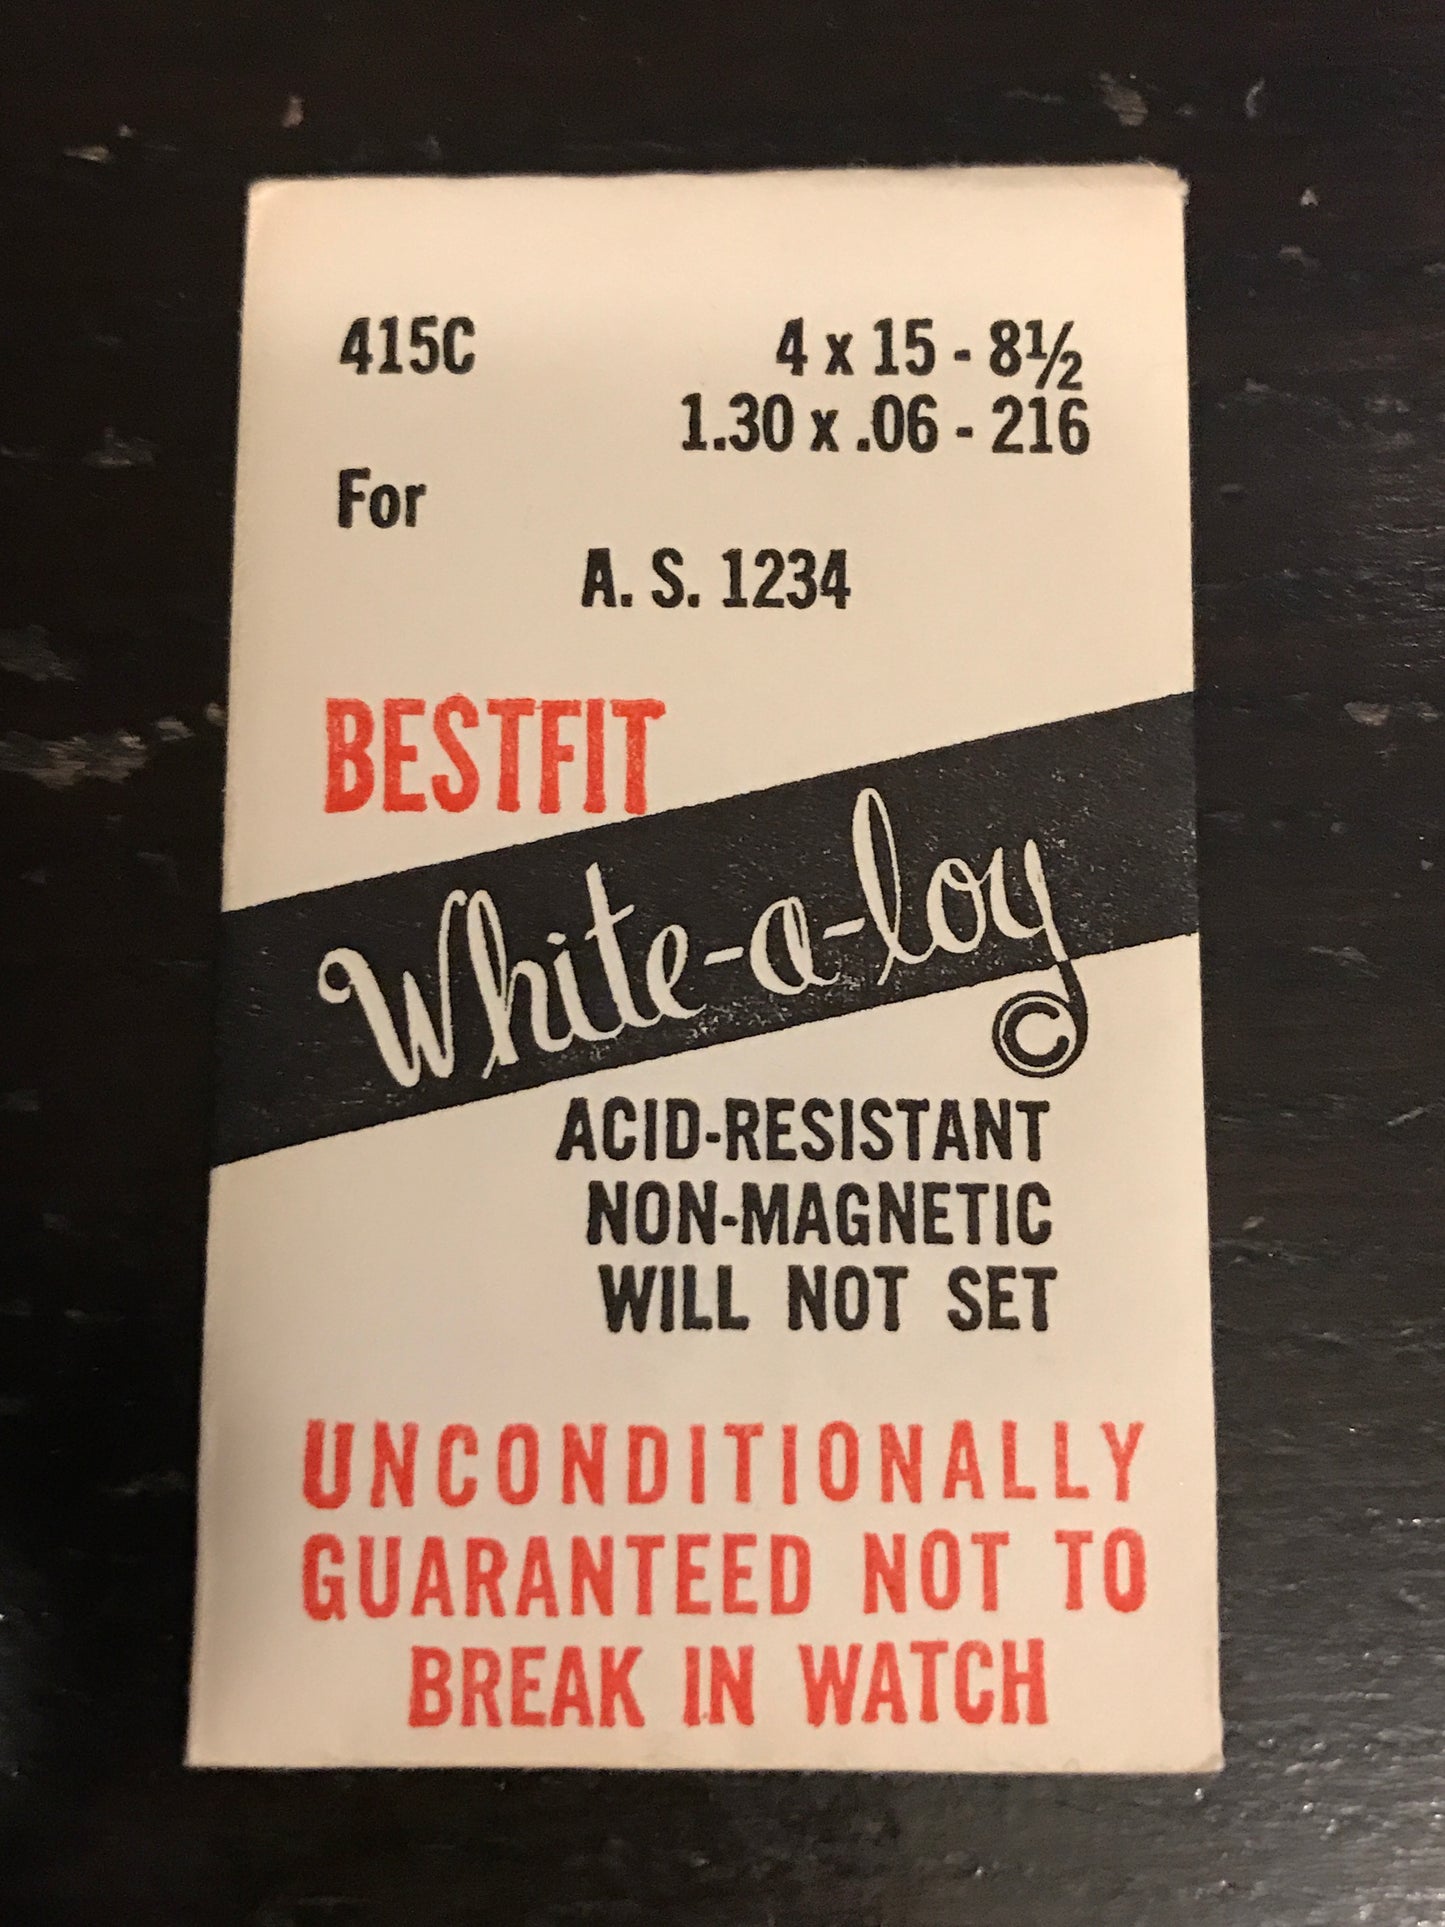 415C 4 x 15 - 8½
1.30 x .06 - 216
For
A. S. 1234
BESTFIT
White-a-loy
©
ACID-RESISTANT
NON-MAGNETIC
WILL NOT SET
UNCONDITIONALLY
GUARANTEED NOT TO
BREAK IN WATCH